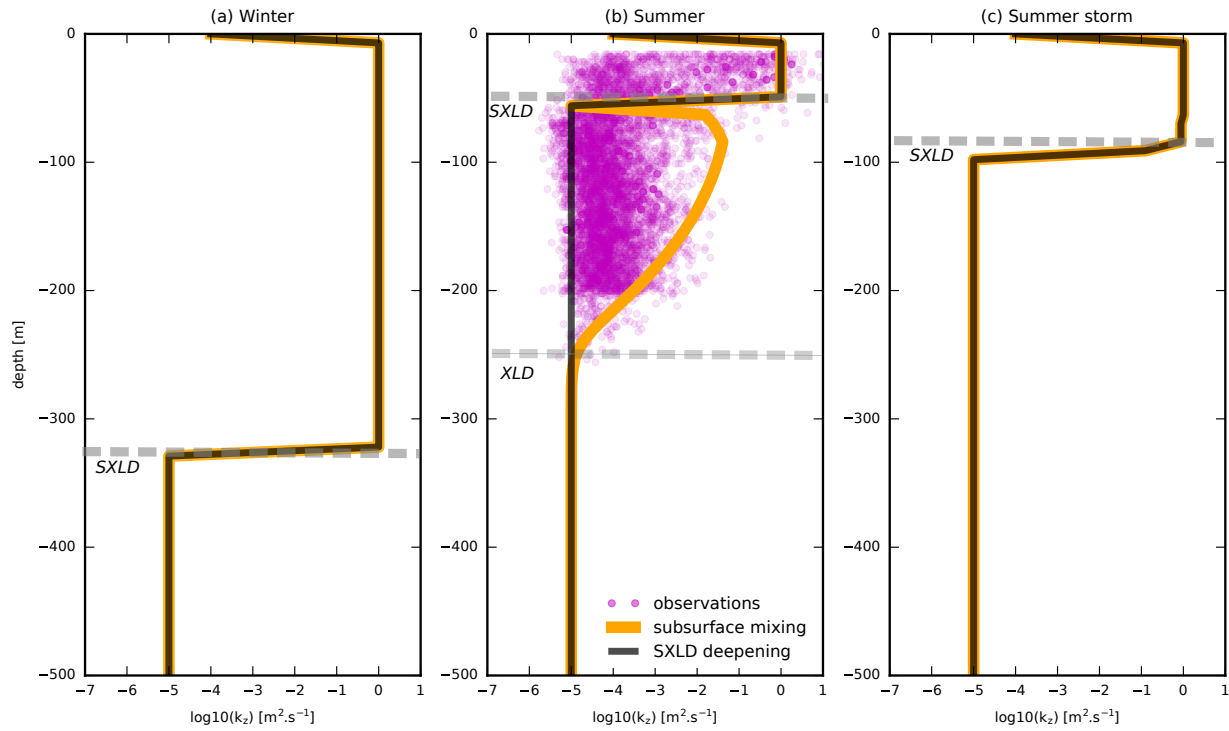 (a) Winter
(b) Summer
(c) Summer storm
depth [m]
0
−100
−200
−300
−400
−500
SXLD
−7 −6 −5 −4 −3 −2 −1 0 1
log10(k_z) [m².s⁻¹]
0
−100
−200
−300
−400
−500
SXLD
XLD
observations
subsurface mixing
SXLD deepening
−7 −6 −5 −4 −3 −2 −1 0 1
log10(k_z) [m².s⁻¹]
0
−100
−200
−300
−400
−500
SXLD
−7 −6 −5 −4 −3 −2 −1 0 1
log10(k_z) [m².s⁻¹]